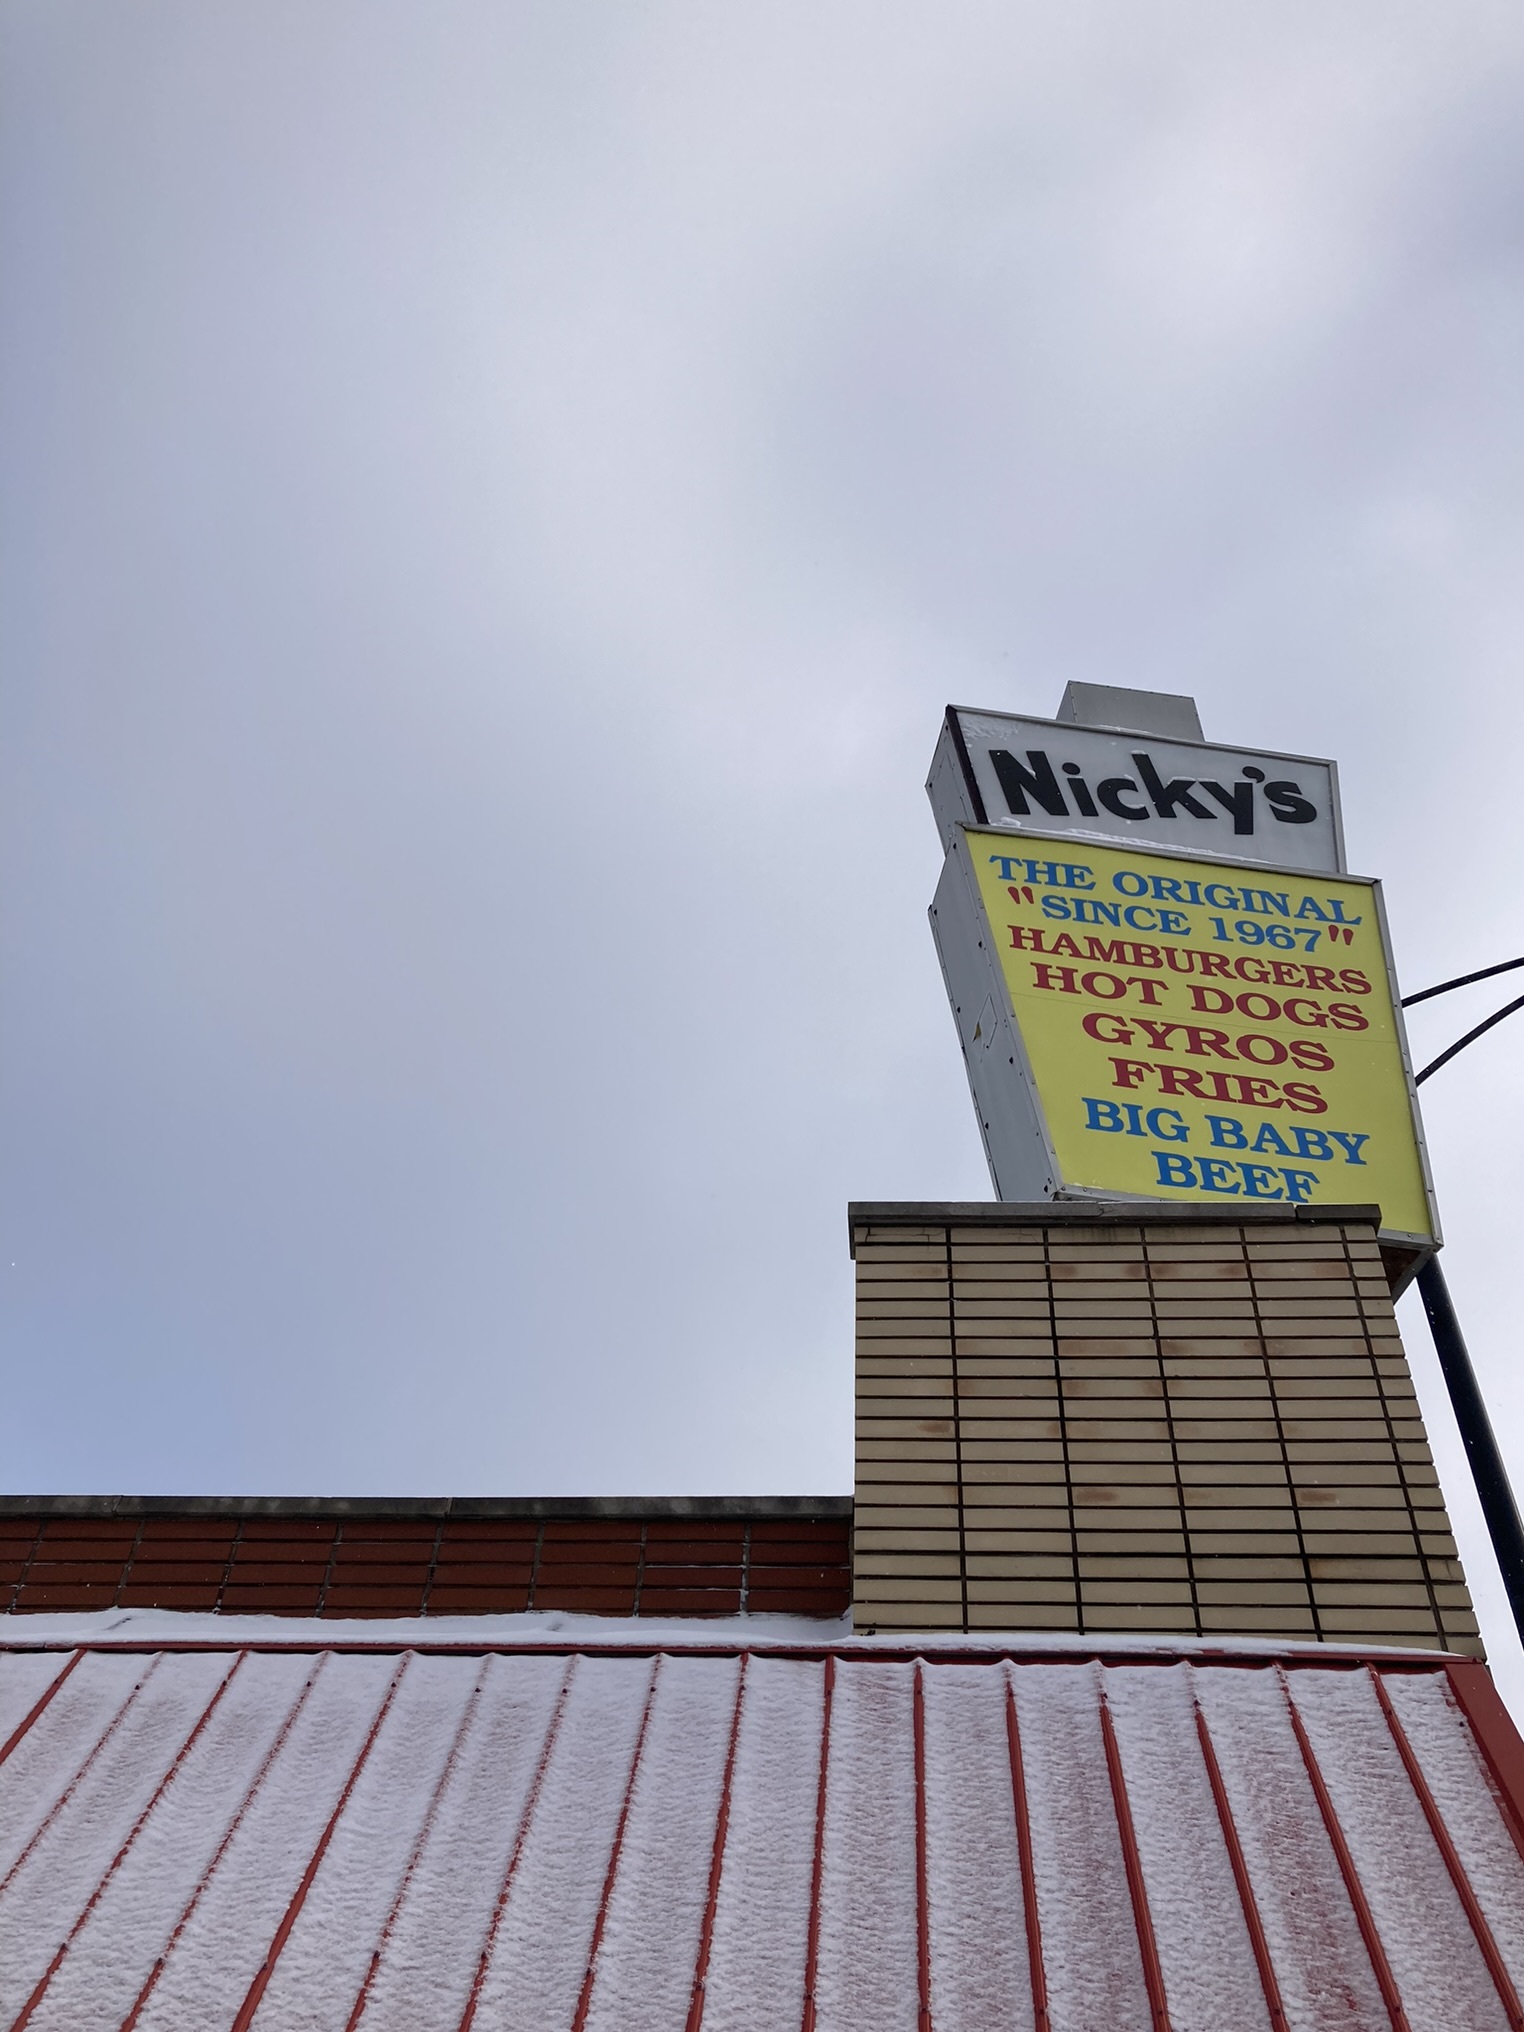 Nicky's
THE ORIGINAL
"SINCE 1967"
HAMBURGERS
HOT DOGS
GYROS
FRIES
BIG BABY
BEEF